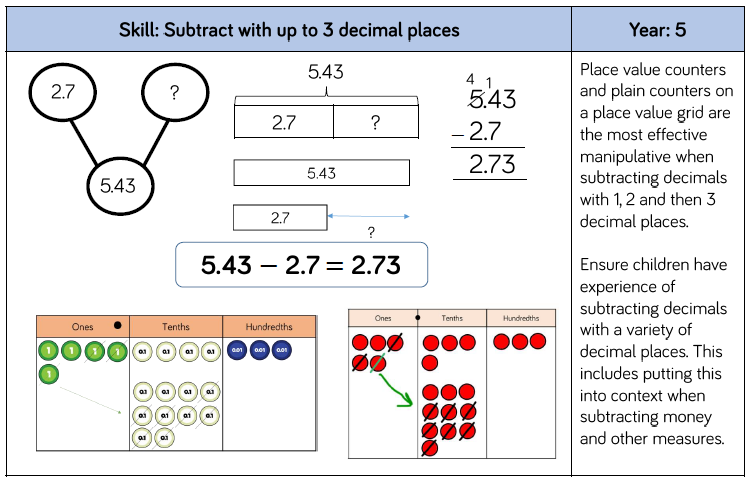 Skill: Subtract with up to 3 decimal places
Year: 5
2.7
?
5.43
5.43
2.7
?
5.43
2.7
?
4 1
5.43
– 2.7
2.73
5.43 – 2.7 = 2.73
Ones
Tenths
Hundredths
1 1 1 1
0.1 0.1 0.1 0.1
0.01 0.01 0.01
1
0.1 0.1 0.1 0.1
0.1 0.1 0.1 0.1
0.1 0.1
Ones
Tenths
Hundredths
Place value counters
and plain counters on
a place value grid are
the most effective
manipulative when
subtracting decimals
with 1, 2 and then 3
decimal places.
Ensure children have
experience of
subtracting decimals
with a variety of
decimal places. This
includes putting this
into context when
subtracting money
and other measures.